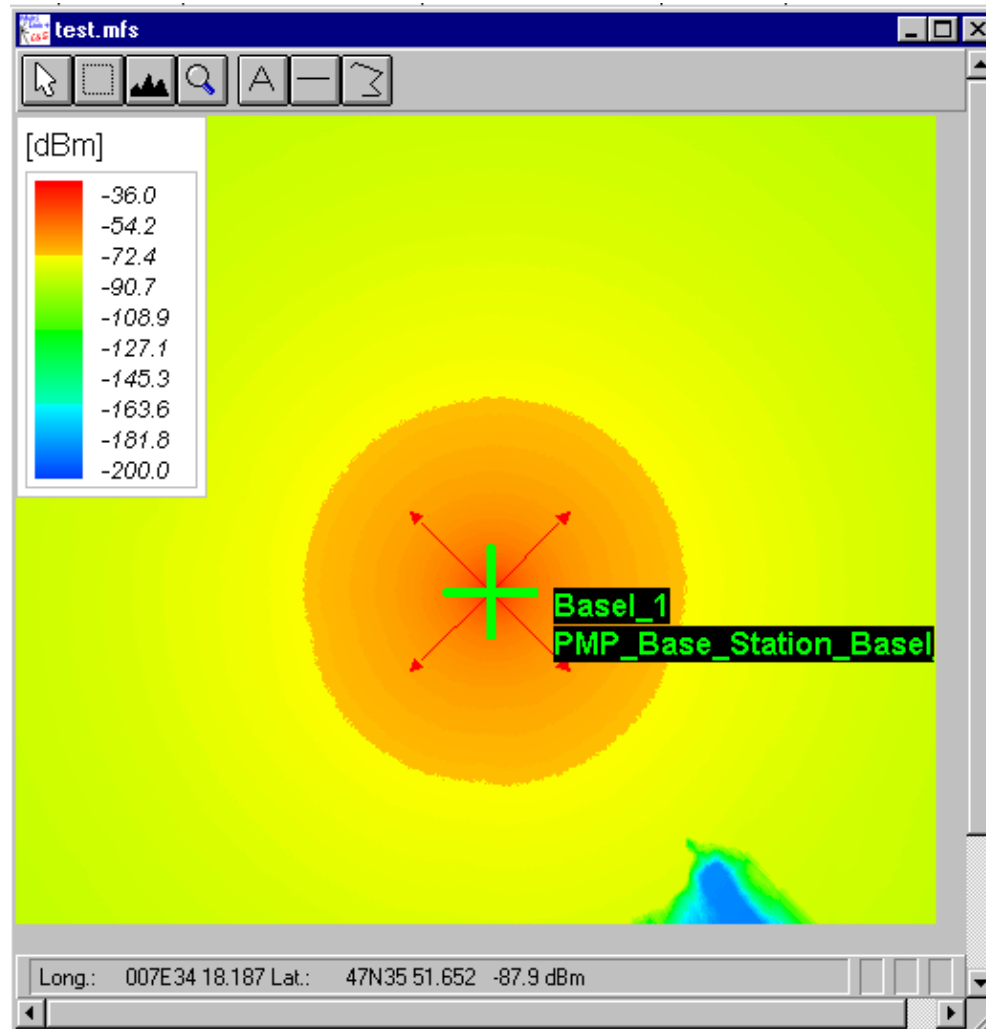 test.mfs
A
[dBm]
-36.0
-54.2
-72.4
-90.7
-108.9
-127.1
-145.3
-163.6
-181.8
-200.0
Basel_1
PMP_Base_Station_Basel_
Long.: 007E34 18.187 Lat.: 47N35 51.652 -87.9 dBm